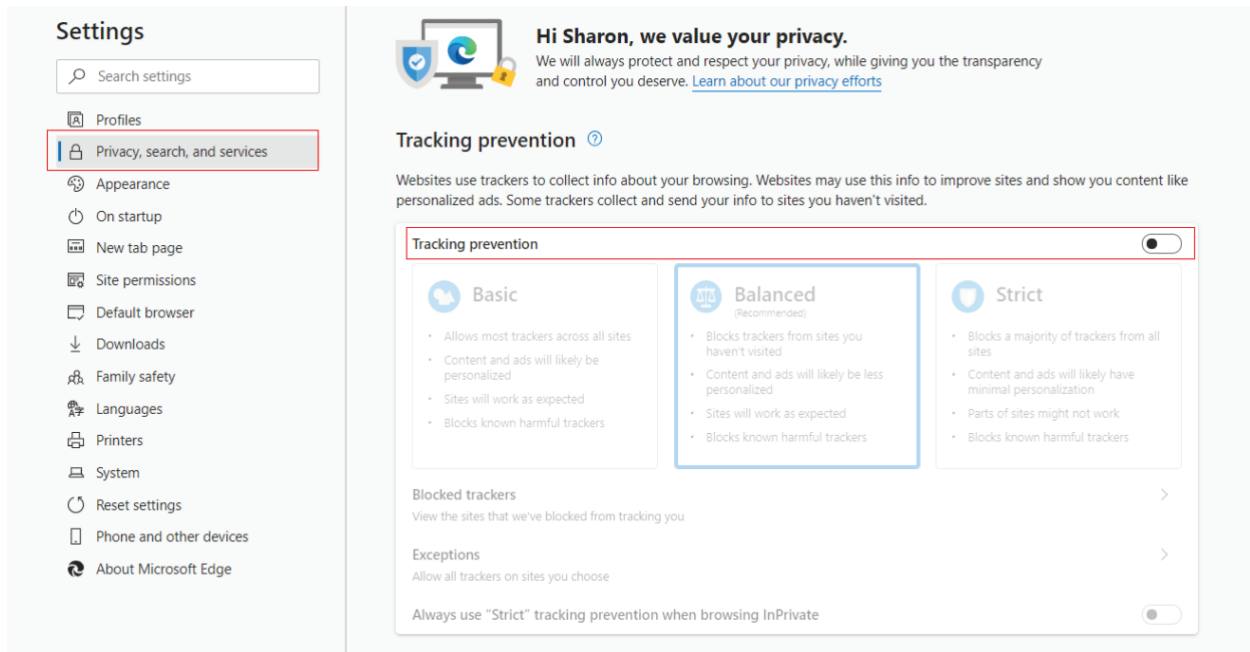 Settings
Search settings
Profiles
Privacy, search, and services
Appearance
On startup
New tab page
Site permissions
Default browser
Downloads
Family safety
Languages
Printers
System
Reset settings
Phone and other devices
About Microsoft Edge
Hi Sharon, we value your privacy.
We will always protect and respect your privacy, while giving you the transparency
and control you deserve. Learn about our privacy efforts
Tracking prevention
Websites use trackers to collect info about your browsing. Websites may use this info to improve sites and show you content like
personalized ads. Some trackers collect and send your info to sites you haven't visited.
Tracking prevention
Basic
• Allows most trackers across all sites
• Content and ads will likely be
personalized
• Sites will work as expected
• Blocks known harmful trackers
Balanced
(Recommended)
• Blocks trackers from sites you
haven't visited
• Content and ads will likely be less
personalized
• Sites will work as expected
• Blocks known harmful trackers
Strict
• Blocks a majority of trackers from all
sites
• Content and ads will likely have
minimal personalization
• Parts of sites might not work
• Blocks known harmful trackers
Blocked trackers
View the sites that we've blocked from tracking you
Exceptions
Allow all trackers on sites you choose
Always use "Strict" tracking prevention when browsing InPrivate